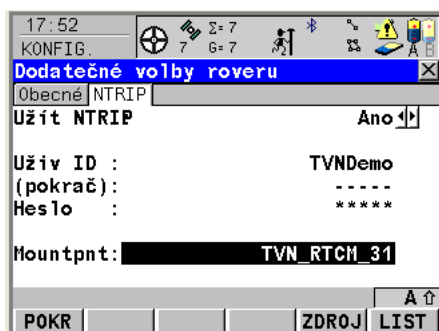 17:52
KONFIG.
7
Σ= 7
G= 7
A
B
Dodatečné volby roveru
Obecné NTRIP
Užít NTRIP Ano
Uživ ID : TVNDemo
(pokrač): -----
Heslo : *****
Mountpnt: TVN_RTCM_31
A
POKR ZDROJ LIST